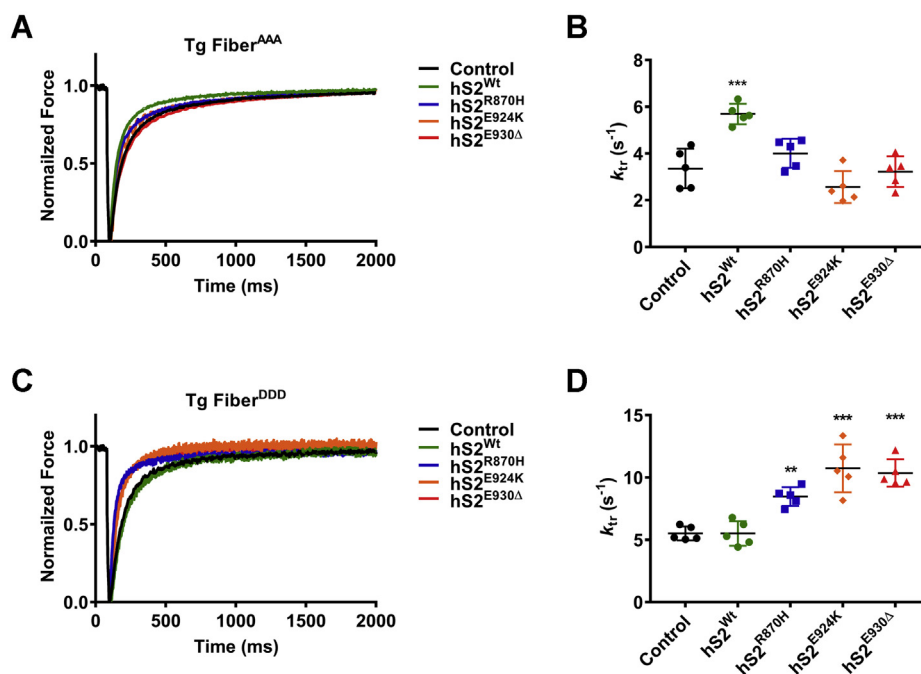 A
Tg Fiber^AAA
Normailzed Force
1.0
0.5
0.0
0 500 1000 1500 2000
Time (ms)
Control
hS2^Wt
hS2^R870H
hS2^E924K
hS2^E930Δ
B
k_tr (s^-1)
8
6
4
2
0
***
Control
hS2^Wt
hS2^R870H
hS2^E924K
hS2^E930Δ
C
Tg Fiber^DDD
Normalized Force
1.0
0.5
0.0
0 500 1000 1500 2000
Time (ms)
Control
hS2^Wt
hS2^R870H
hS2^E924K
hS2^E930Δ
D
k_tr (s^-1)
15
10
5
0
** *** ***
Control
hS2^Wt
hS2^R870H
hS2^E924K
hS2^E930Δ